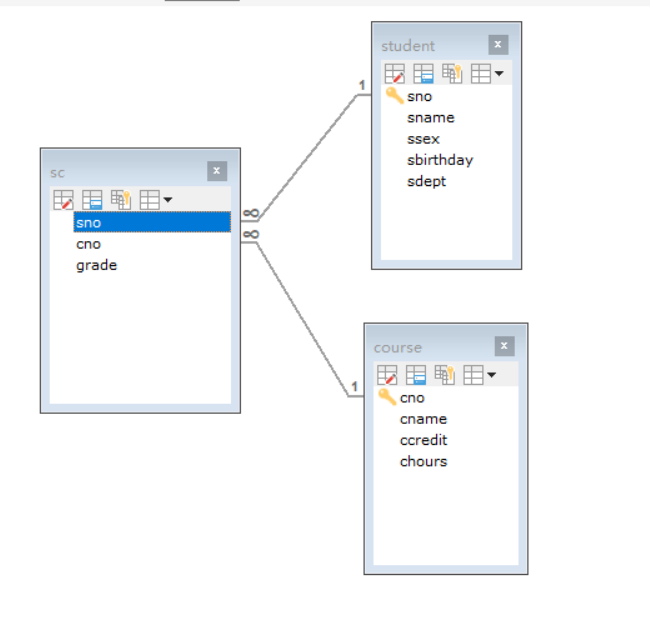 student
sno
sname
ssex
sbirthday
sdept
1
sc
sno
cno
grade
∞
∞
1
course
cno
cname
ccredit
chours